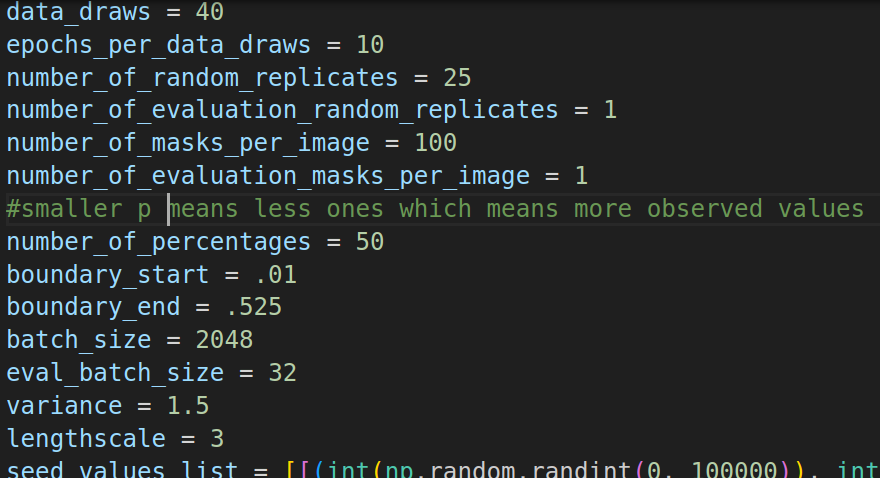 data_draws = 40
epochs_per_data_draws = 10
number_of_random_replicates = 25
number_of_evaluation_random_replicates = 1
number_of_masks_per_image = 100
number_of_evaluation_masks_per_image = 1
#smaller p means less ones which means more observed values
number_of_percentages = 50
boundary_start = .01
boundary_end = .525
batch_size = 2048
eval_batch_size = 32
variance = 1.5
lengthscale = 3
seed_values_list = [[(int(np.random.randint(0, 100000)), int